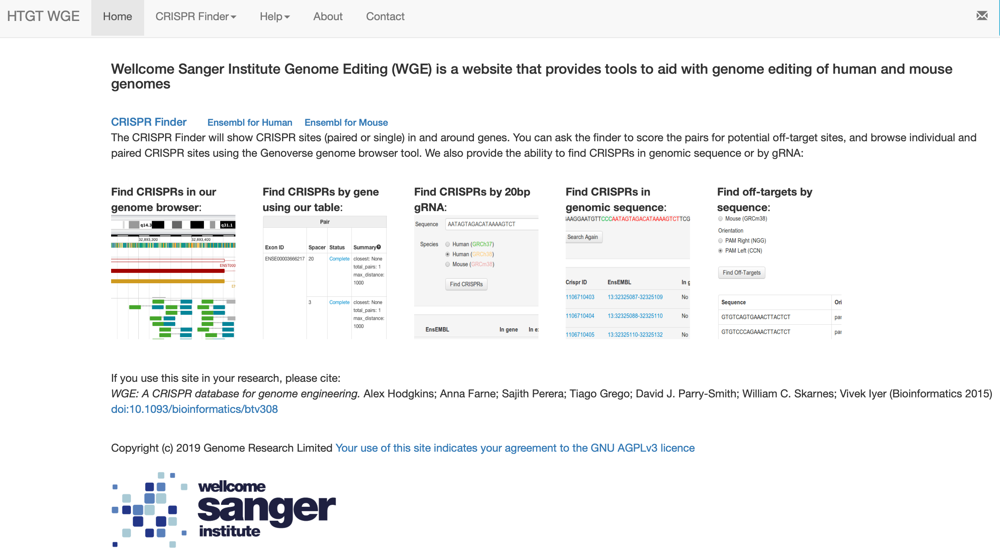 HTGT WGE Home CRISPR Finder Help About Contact
Wellcome Sanger Institute Genome Editing (WGE) is a website that provides tools to aid with genome editing of human and mouse
genomes
CRISPR Finder Ensembl for Human Ensembl for Mouse
The CRISPR Finder will show CRISPR sites (paired or single) in and around genes. You can ask the finder to score the pairs for potential off-target sites, and browse individual and
paired CRISPR sites using the Genoverse genome browser tool. We also provide the ability to find CRISPRs in genomic sequence or by gRNA:
Find CRISPRs in our
genome browser:
q14.3 q31.1
32,893,300 32,893,400
ENST000
EN
Find CRISPRs by gene
using our table:
Pair
Exon ID Spacer Status Summary
ENSE00003666217 20 Complete closest: None
total_pairs: 1
max_distance:
1000
3 Complete closest: None
total_pairs: 1
max_distance:
1000
Find CRISPRs by 20bp
gRNA:
Sequence AATAGTAGACATAAAAGTCT
Species Human (GRCh37)
Human (GRCh38)
Mouse (GRCm38)
Find CRISPRs
EnsEMBL In gene In e
Find CRISPRs in
genomic sequence:
GAAGGAATGTTCCCAATAGTAGACATAAAAGTCTTCG
Search Again
Crispr ID EnsEMBL In g
1106710403 13:32325087-32325109 No
1106710404 13:32325088-32325110 No
1106710405 13:32325110-32325132 No
Find off-targets by
sequence:
Mouse (GRCm38)
Orientation
PAM Right (NGG)
PAM Left (CCN)
Find Off-Targets
Sequence Ori
GTGTCAGTGAAACTTACTCT par
GTGTCCCAGAAACTTACTCT par
If you use this site in your research, please cite:
WGE: A CRISPR database for genome engineering. Alex Hodgkins; Anna Farne; Sajith Perera; Tiago Grego; David J. Parry-Smith; William C. Skarnes; Vivek Iyer (Bioinformatics 2015)
doi:10.1093/bioinformatics/btv308
Copyright (c) 2019 Genome Research Limited Your use of this site indicates your agreement to the GNU AGPLv3 licence
wellcome
sanger
institute